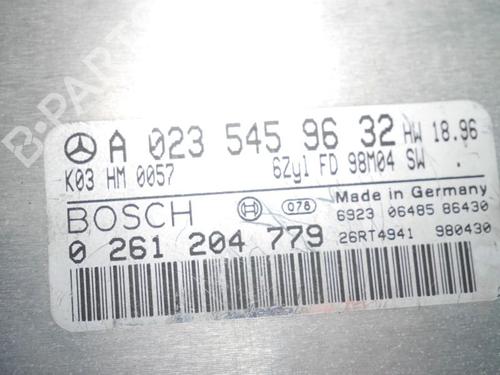 B-PARTS
A 023 545 96 32 HW 18.96
K03 HM 0057 6Zyl FD 98M04 SW .
BOSCH 078 Made in Germany
6923 06485 86430
0 261 204 779 26RT4941 980430